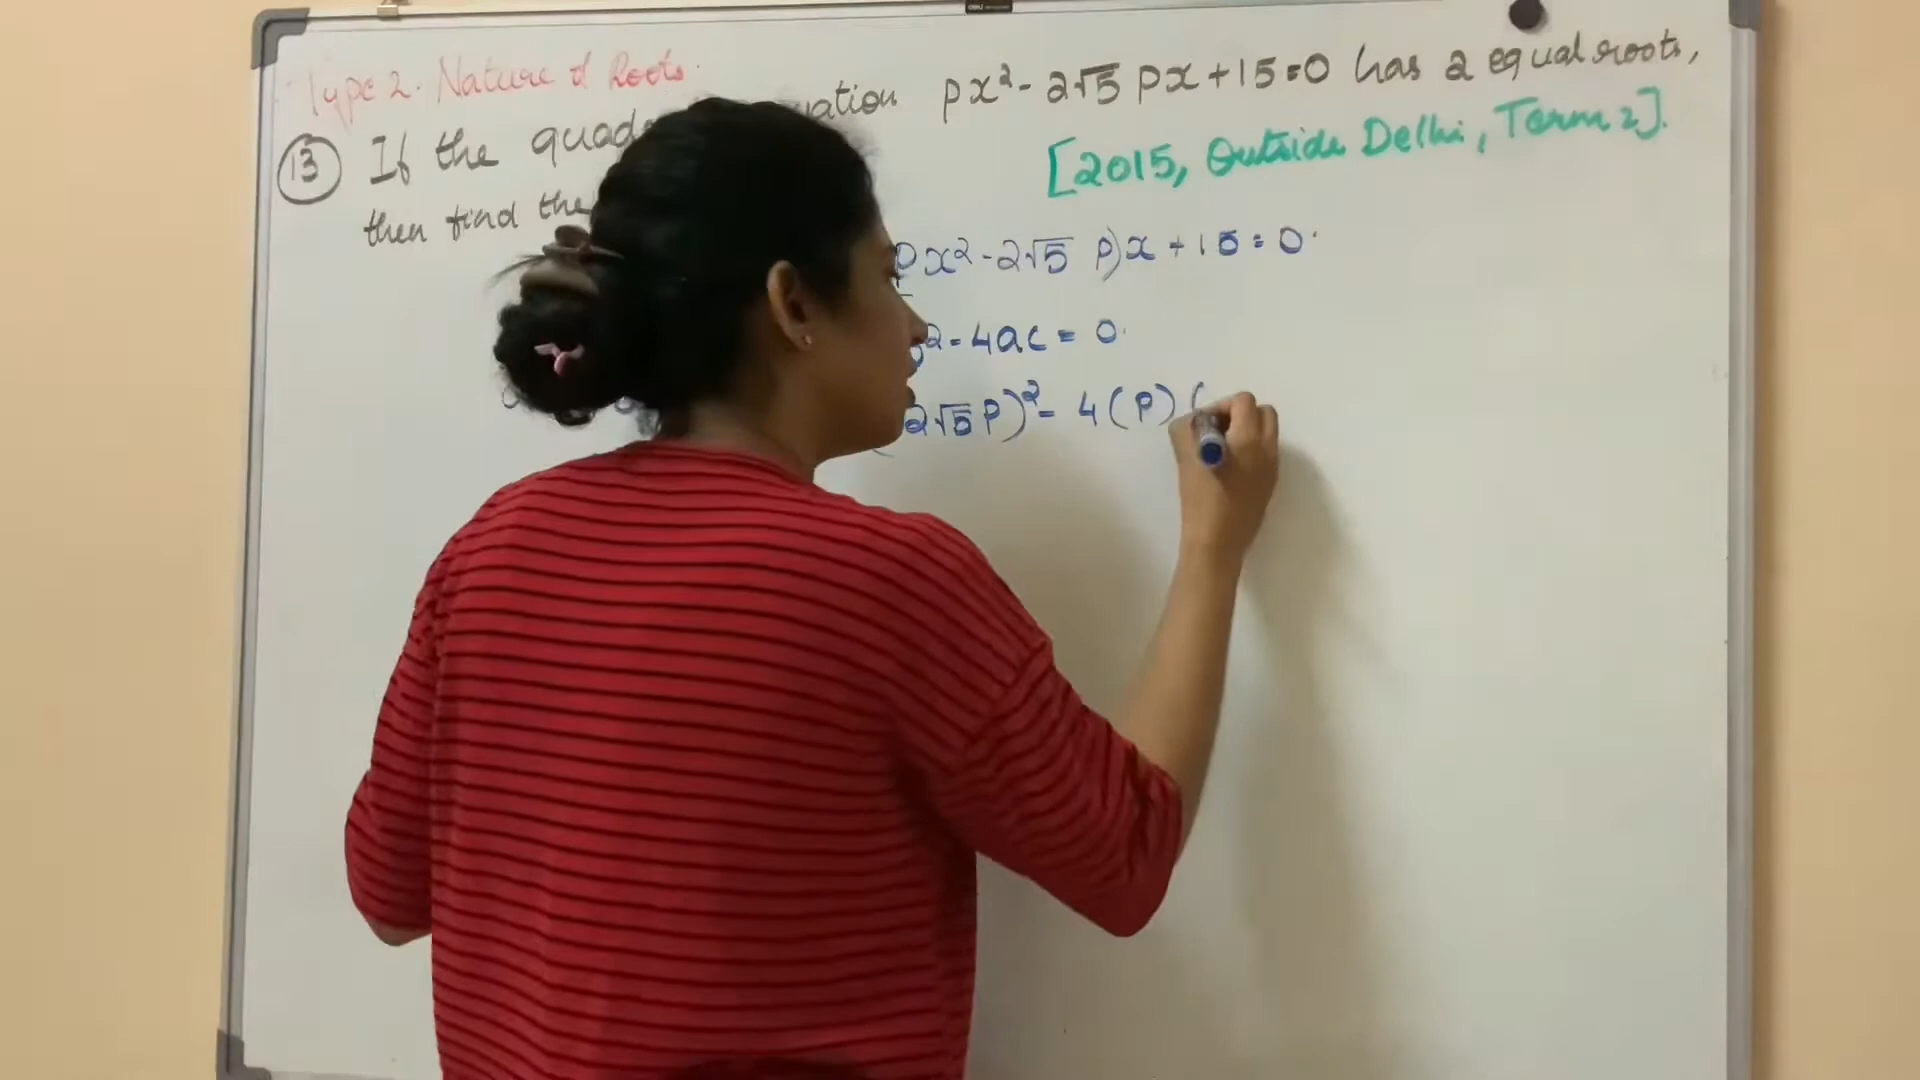 Type 2. Nature of Roots.
13 If the quad uation px² - 2√5 px + 15 = 0 has 2 equal roots,
then find the [2015, Outside Delhi, Term 2].
px² - 2√5 p)x + 15 = 0.
² - 4ac = 0.
2√5 p)² - 4 (p) (